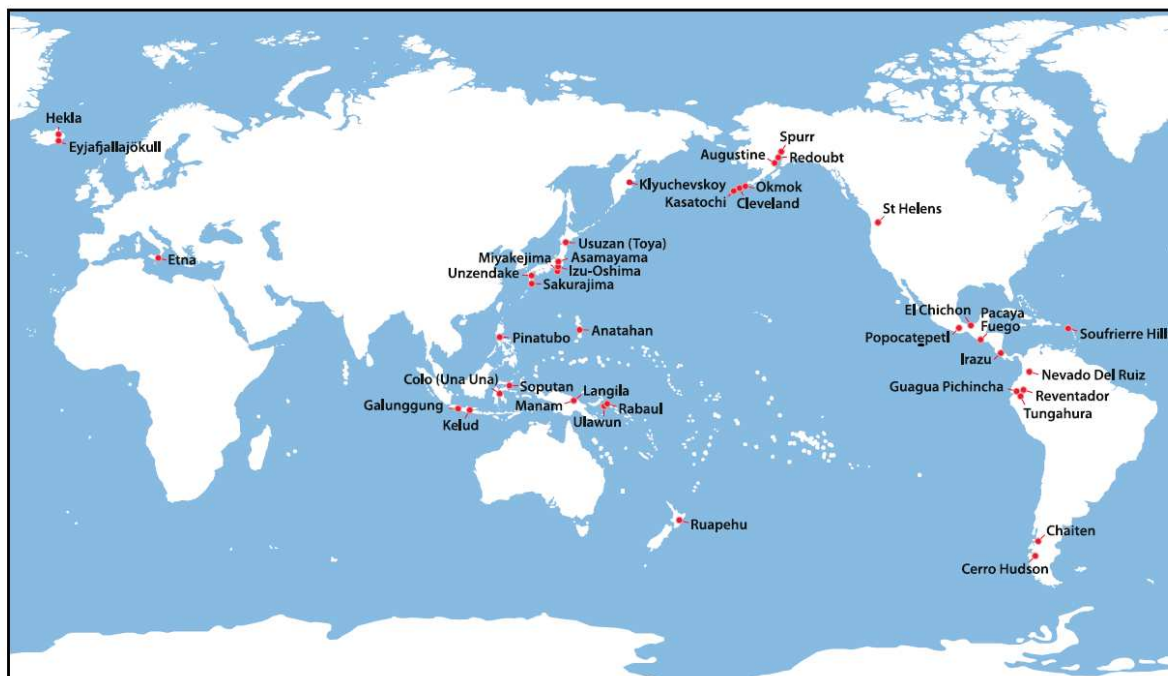 Hekla
Eyjafjallajökull
Etna
Spurr
Augustine
Redoubt
Klyuchevskoy
Okmok
Kasatochi
Cleveland
St Helens
Usuzan (Toya)
Miyakejima
Asamayama
Unzendake
Izu-Oshima
Sakurajima
El Chichon
Pacaya
Fuego
Popocatepetl
Soufrierre Hill
Irazu
Pinatubo
Anatahan
Nevado Del Ruiz
Colo (Una Una)
Soputan
Langila
Guagua Pichincha
Reventador
Galunggung
Manam
Rabaul
Tungahura
Kelud
Ulawun
Ruapehu
Chaiten
Cerro Hudson